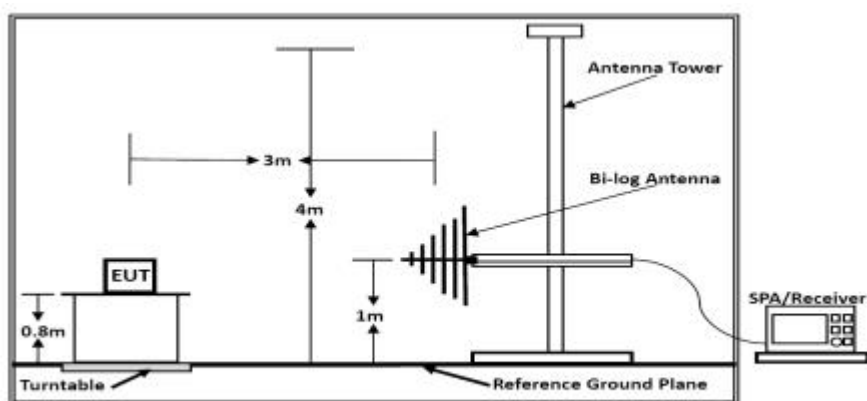 Antenna Tower
3m
Bi-log Antenna
4m
EUT
SPA/Receiver
0.8m
1m
Turntable
Reference Ground Plane